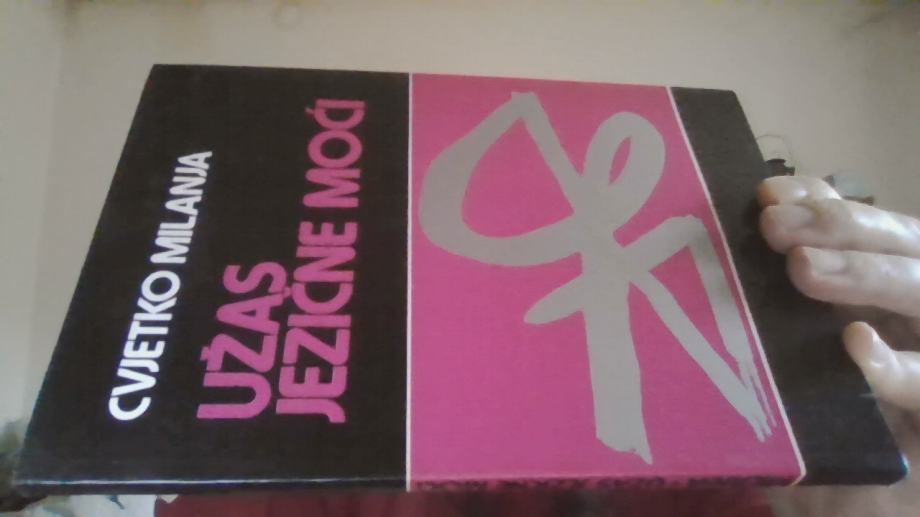 CVJETKO MILANJA
UŽAS
JEZIČNE MOĆI